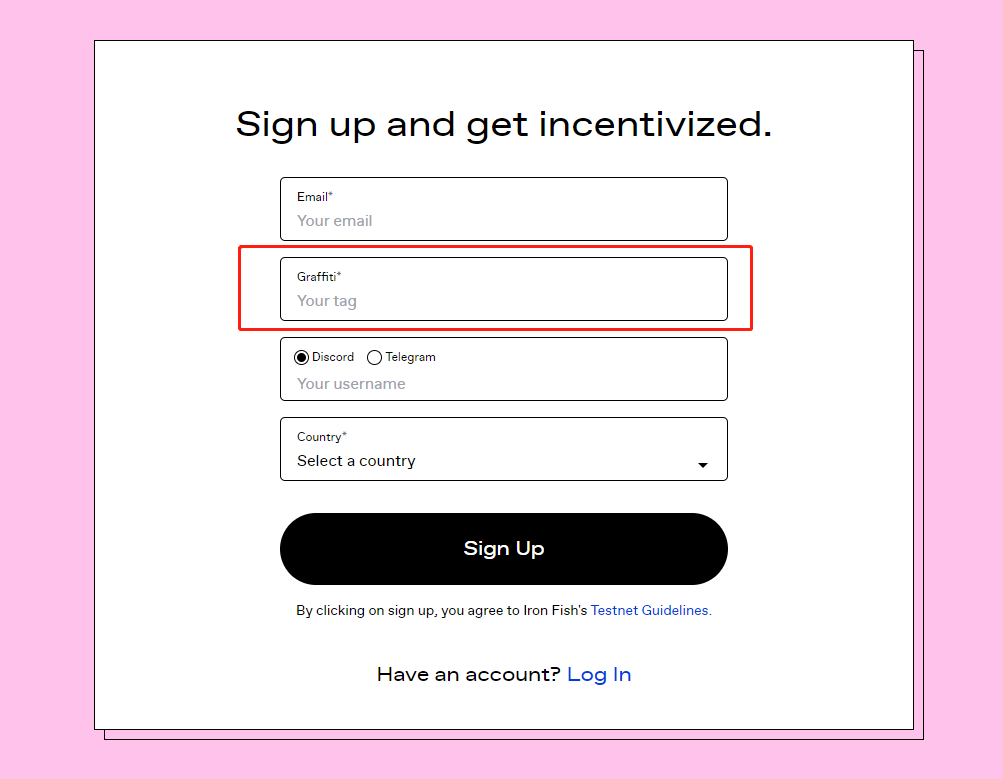 Sign up and get incentivized.
Email*
Your email
Graffiti*
Your tag
Discord Telegram
Your username
Country*
Select a country
Sign Up
By clicking on sign up, you agree to Iron Fish's Testnet Guidelines.
Have an account? Log In